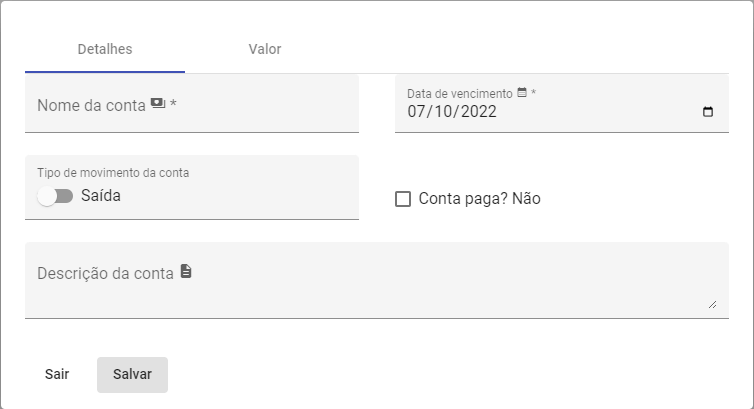 Detalhes
Valor
Nome da conta *
Data de vencimento *
07/10/2022
Tipo de movimento da conta
Saída
Conta paga? Não
Descrição da conta
Sair
Salvar